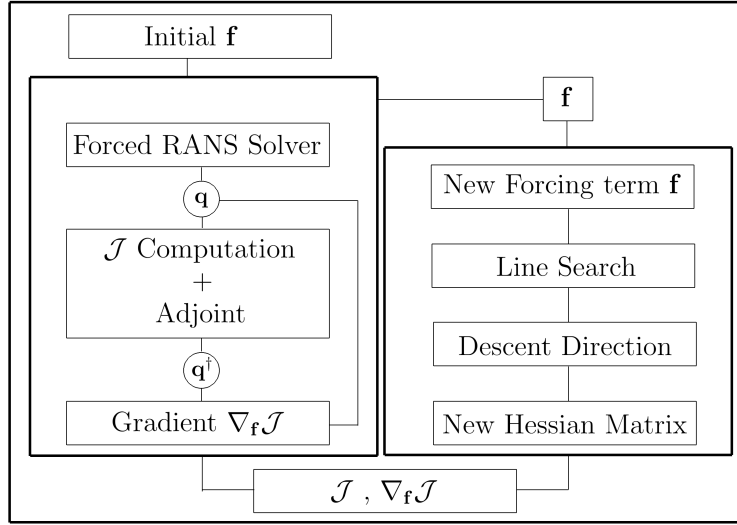 Initial f
f
Forced RANS Solver
q
𝒥 Computation
+
Adjoint
q†
Gradient ∇f𝒥
New Forcing term f
Line Search
Descent Direction
New Hessian Matrix
𝒥 , ∇f𝒥